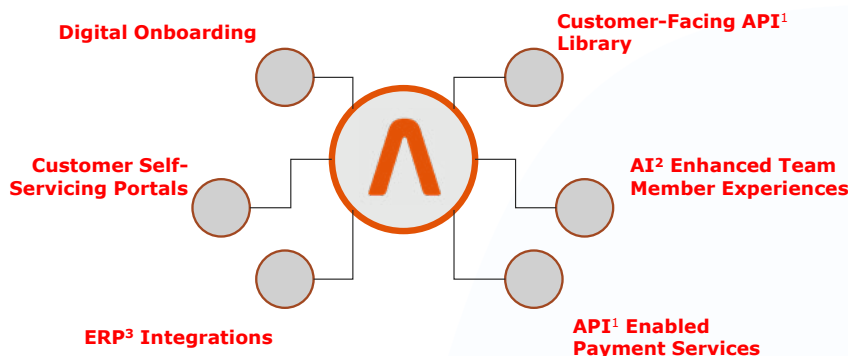 Digital Onboarding
Customer-Facing API¹
Library
Customer Self-
Servicing Portals
AI² Enhanced Team
Member Experiences
ERP³ Integrations
API¹ Enabled
Payment Services